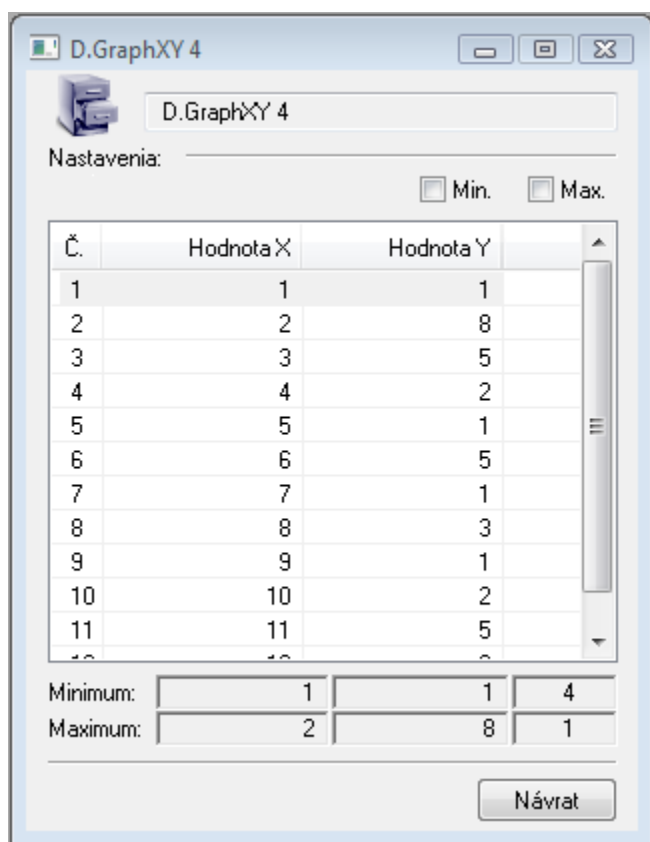 D.GraphXY 4
D.GraphXY 4
Nastavenia:
Min. Max.
Č. Hodnota X Hodnota Y
1 1 1
2 2 8
3 3 5
4 4 2
5 5 1
6 6 5
7 7 1
8 8 3
9 9 1
10 10 2
11 11 5
Minimum: 1 1 4
Maximum: 2 8 1
Návrat